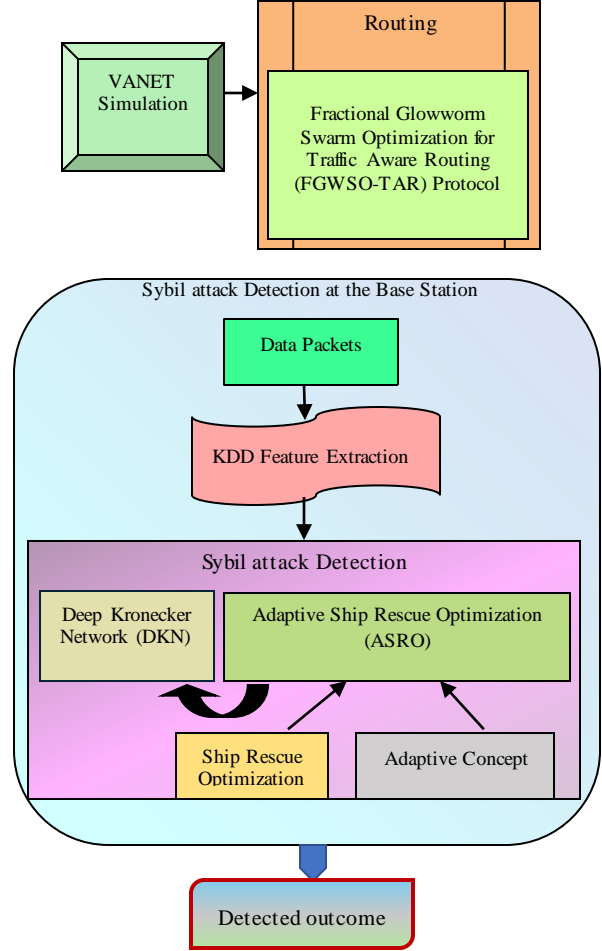 VANET
Simulation
Routing
Fractional Glowworm
Swarm Optimization for
Traffic Aware Routing
(FGWSO-TAR) Protocol
Sybil attack Detection at the Base Station
Data Packets
KDD Feature Extraction
Sybil attack Detection
Deep Kronecker
Network (DKN)
Adaptive Ship Rescue Optimization
(ASRO)
Ship Rescue
Optimization
Adaptive Concept
Detected outcome